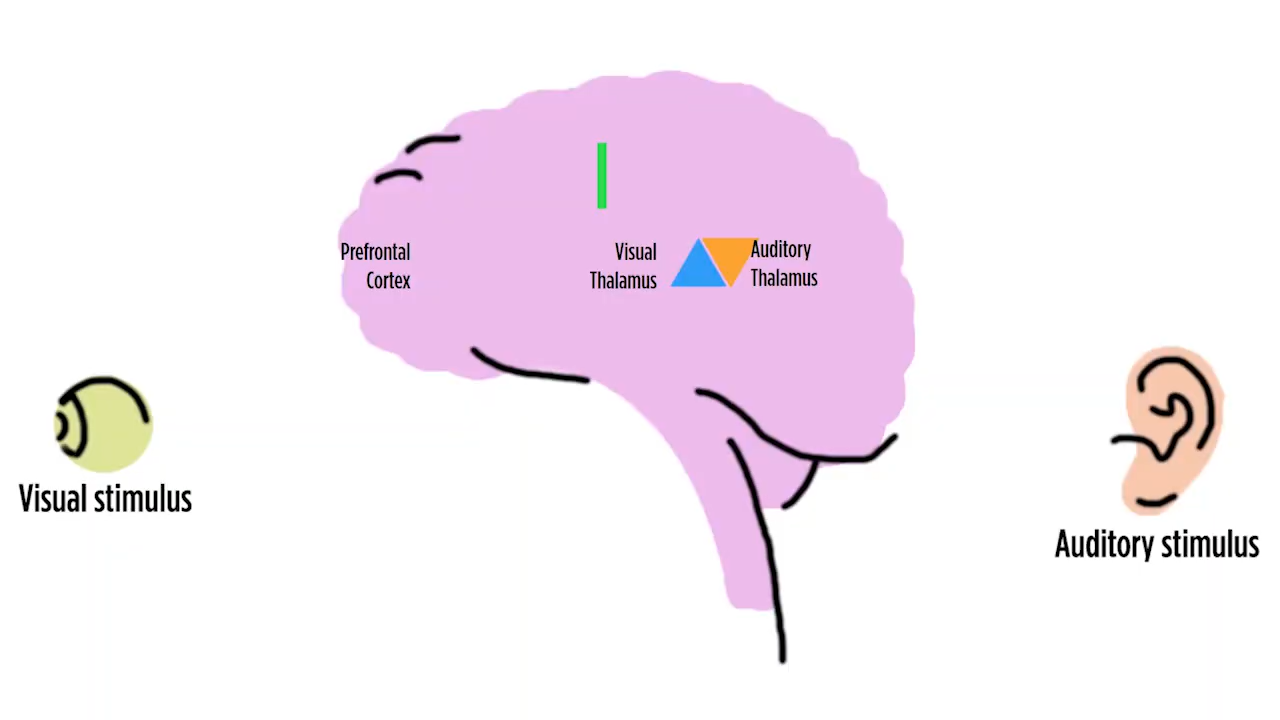 Prefrontal
Cortex
Visual
Thalamus
Auditory
Thalamus
Visual stimulus
Auditory stimulus